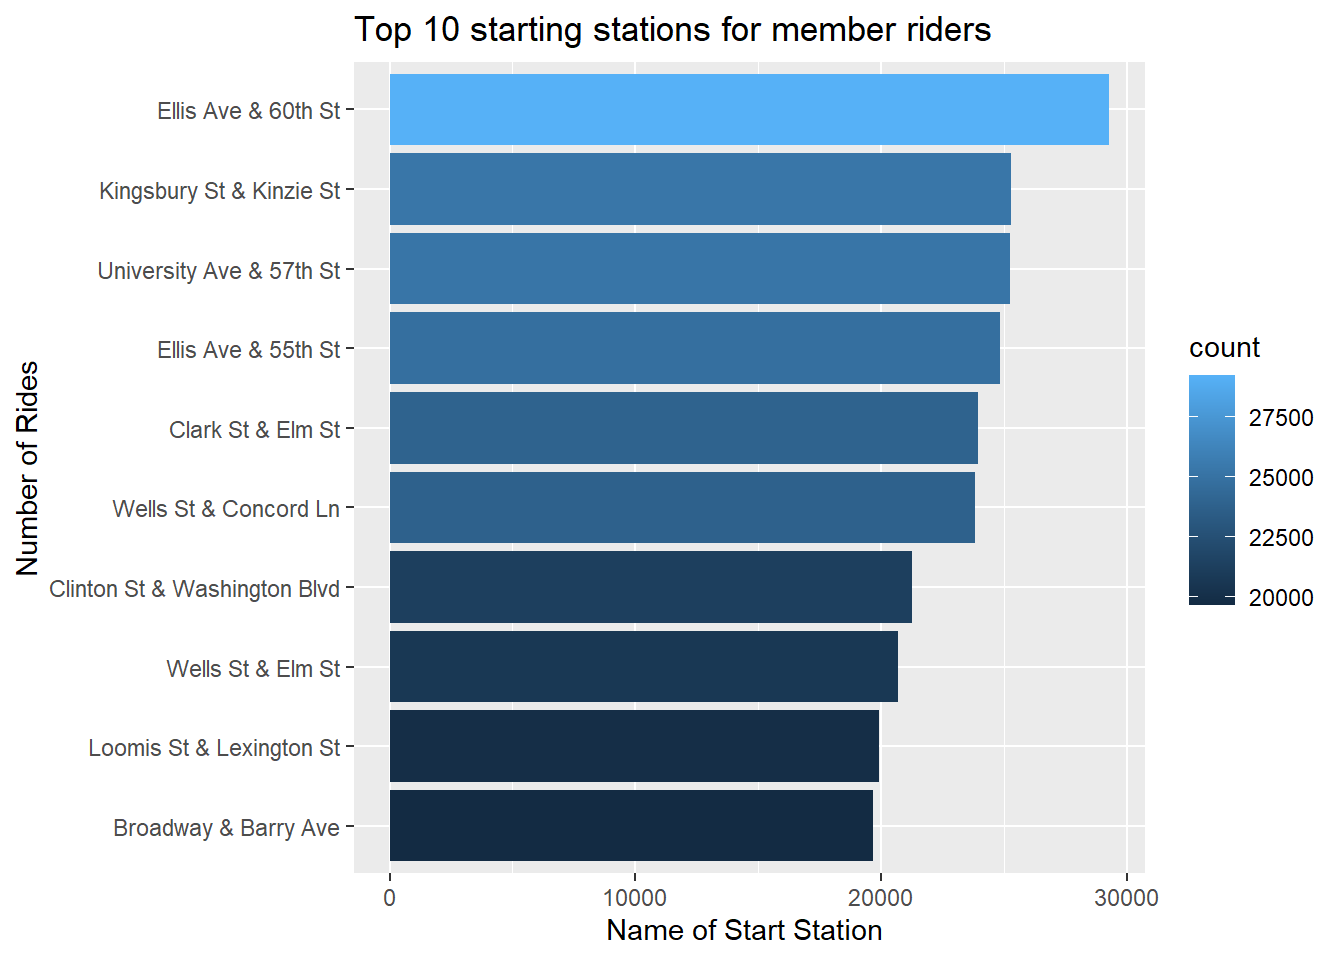 Top 10 starting stations for member riders
Number of Rides
Ellis Ave & 60th St
Kingsbury St & Kinzie St
University Ave & 57th St
Ellis Ave & 55th St
Clark St & Elm St
Wells St & Concord Ln
Clinton St & Washington Blvd
Wells St & Elm St
Loomis St & Lexington St
Broadway & Barry Ave
0 10000 20000 30000
Name of Start Station
count
27500
25000
22500
20000